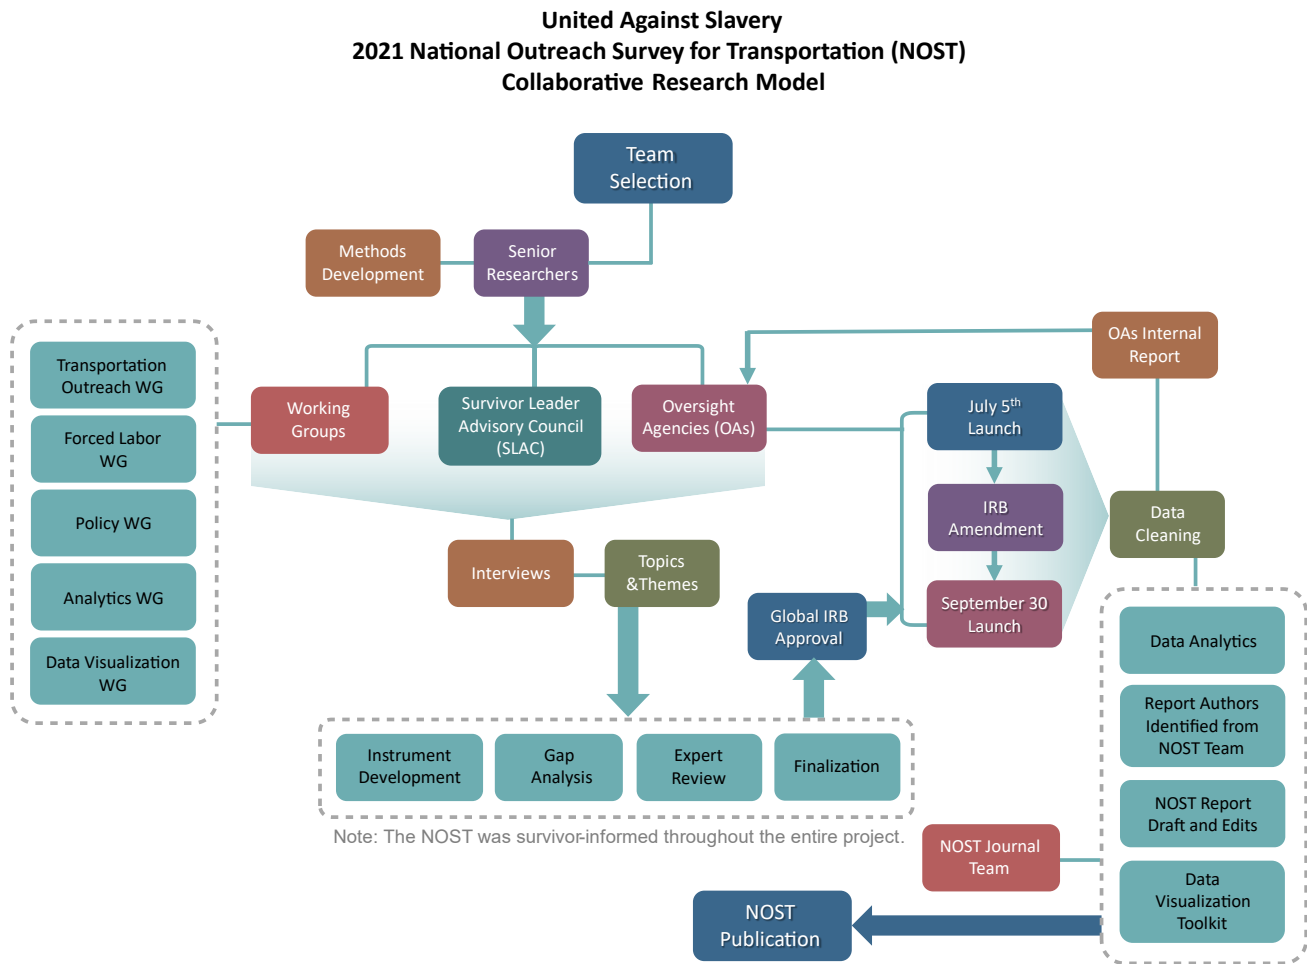 United Against Slavery
2021 National Outreach Survey for Transportation (NOST)
Collaborative Research Model
Team
Selection
Methods
Development
Senior
Researchers
OAs Internal
Report
Transportation
Outreach WG
Forced Labor
WG
Policy WG
Analytics WG
Data Visualization
WG
Working
Groups
Survivor Leader
Advisory Council
(SLAC)
Oversight
Agencies (OAs)
July 5th
Launch
IRB
Amendment
September 30
Launch
Data
Cleaning
Interviews
Topics
&Themes
Global IRB
Approval
Instrument
Development
Gap
Analysis
Expert
Review
Finalization
Note: The NOST was survivor-informed throughout the entire project.
Data Analytics
Report Authors
Identified from
NOST Team
NOST Report
Draft and Edits
Data
Visualization
Toolkit
NOST Journal
Team
NOST
Publication